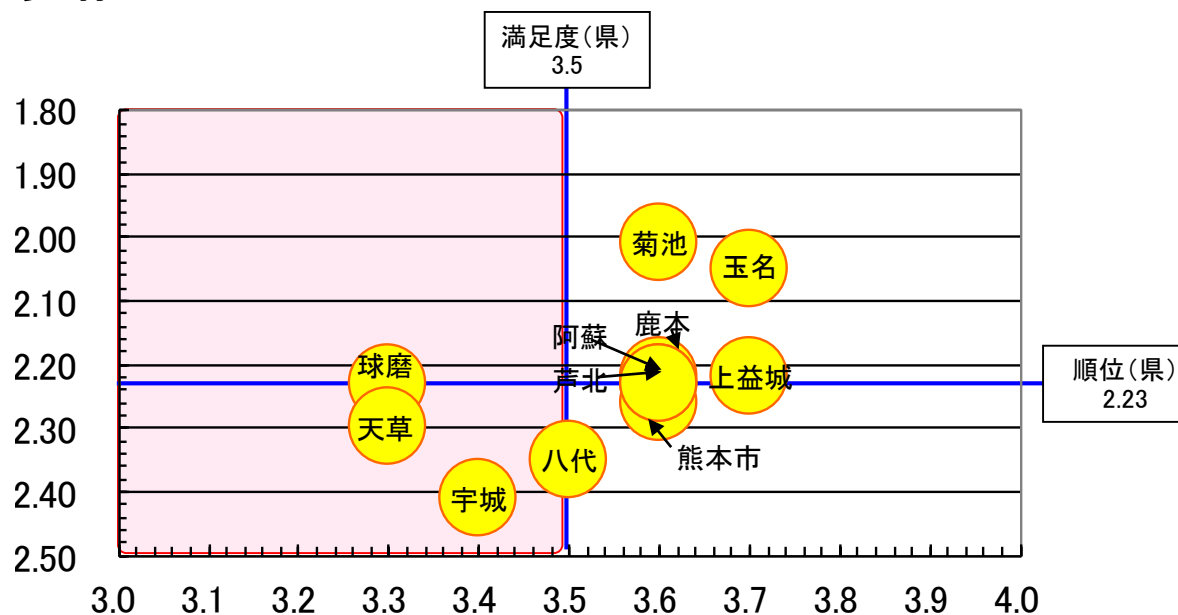 満足度(県)
3.5
1.80
1.90
2.00
2.10
2.20
2.30
2.40
2.50
菊池
玉名
鹿本
阿蘇
球磨
芦北
上益城
順位(県)
2.23
天草
八代
熊本市
宇城
3.0 3.1 3.2 3.3 3.4 3.5 3.6 3.7 3.8 3.9 4.0